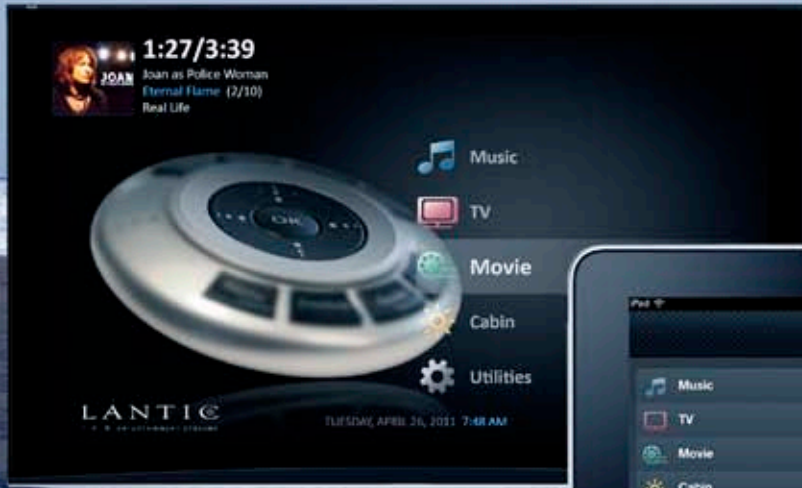 1:27/3:39
Joan as Police Woman
Eternal Flame (2/10)
Real Life
JOAN
Music
TV
Movie
Cabin
Utilities
OK
LANTIC
TUESDAY, APRIL 26, 2011 7:48 AM
iPad
Music
TV
Movie
Cabin